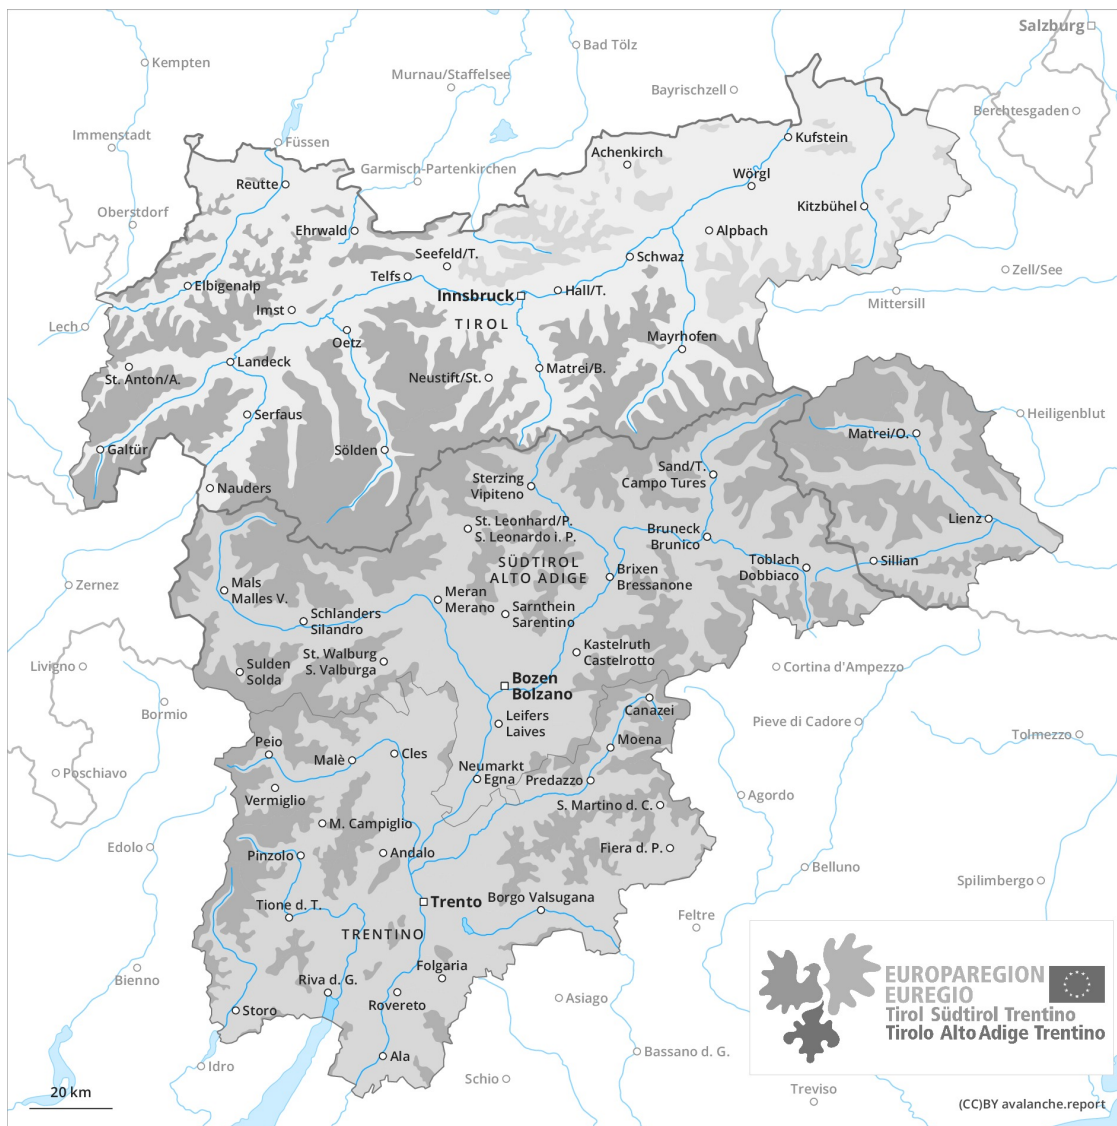 Salzburg
Bad Tölz
Kempten
Murnau/Staffelsee
Bayrischzell
Berchtesgaden
Immenstadt
Füssen
Kufstein
Achenkirch
Garmisch-Partenkirchen
Wörgl
Reutte
Kitzbühel
Oberstdorf
Ehrwald
Alpbach
Seefeld/T.
Schwaz
Zell/See
Telfs
Elbigenalp
Innsbruck
Hall/T.
Mittersill
Imst
TIROL
Lech
Oetz
Mayrhofen
Landeck
Matrei/B.
St. Anton/A.
Neustift/St.
Serfaus
Heiligenblut
Matrei/O.
Galtür
Sölden
Sand/T.
Campo Tures
Sterzing
Vipiteno
Nauders
Lienz
St. Leonhard/P.
S. Leonardo i. P.
Bruneck
Brunico
SÜDTIROL
ALTO ADIGE
Toblach
Dobbiaco
Sillian
Brixen
Bressanone
Zernez
Mals
Malles V.
Meran
Merano
Schlanders
Silandro
Sarnthein
Sarentino
Kastelruth
Castelrotto
St. Walburg
S. Valburga
Livigno
Sulden
Solda
Cortina d'Ampezzo
Bozen
Bolzano
Bormio
Canazei
Leifers
Laives
Pieve di Cadore
Tolmezzo
Moena
Peio
Cles
Malè
Poschiavo
Neumarkt
Egna
Predazzo
Vermiglio
S. Martino d. C.
Agordo
M. Campiglio
Edolo
Pinzolo
Andalo
Fiera d. P.
Belluno
Spilimbergo
Borgo Valsugana
Trento
Tione d. T.
Feltre
TRENTINO
Bienno
Folgaria
Riva d. G.
EUROPAREGION
EUREGIO
Tirol Südtirol Trentino
Tirolo Alto Adige Trentino
Rovereto
Asiago
Storo
Ala
Bassano d. G.
Idro
Schio
Treviso
20 km
(CC)BY avalanche.report